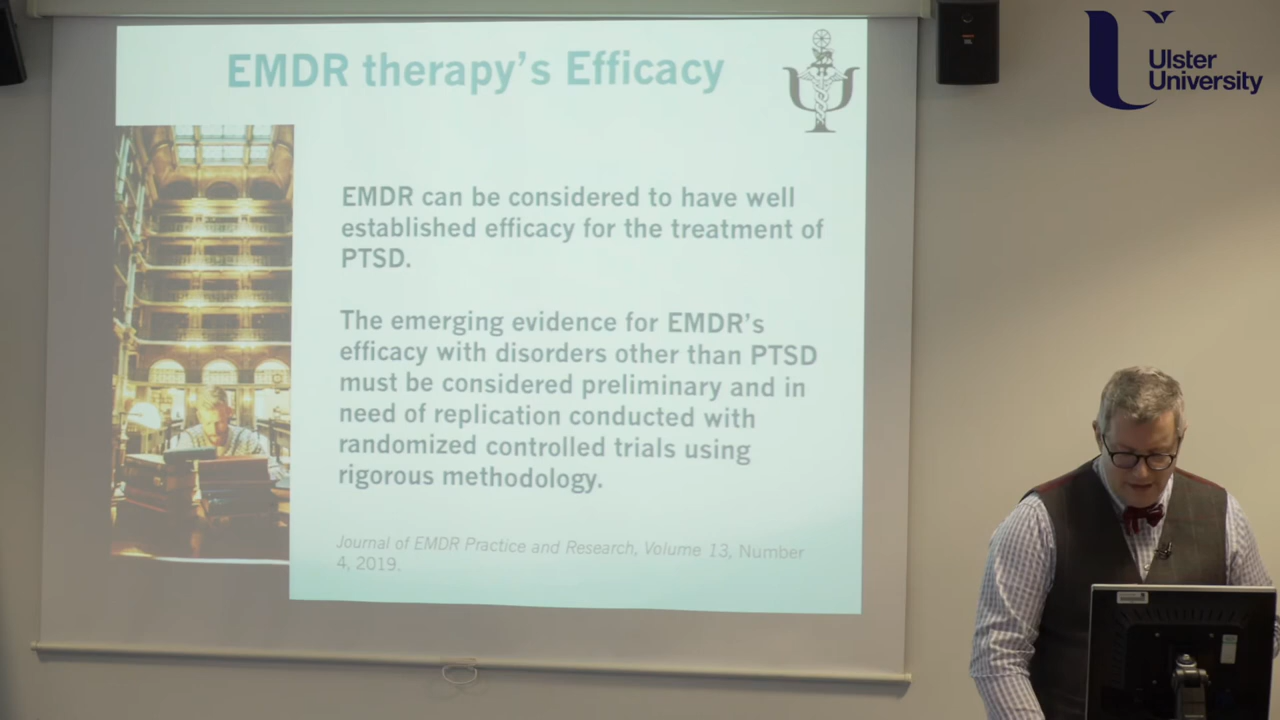 EMDR therapy's Efficacy
EMDR can be considered to have well
established efficacy for the treatment of
PTSD.
The emerging evidence for EMDR's
efficacy with disorders other than PTSD
must be considered preliminary and in
need of replication conducted with
randomized controlled trials using
rigorous methodology.
Journal of EMDR Practice and Research, Volume 13, Number
4, 2019.
Ulster
University